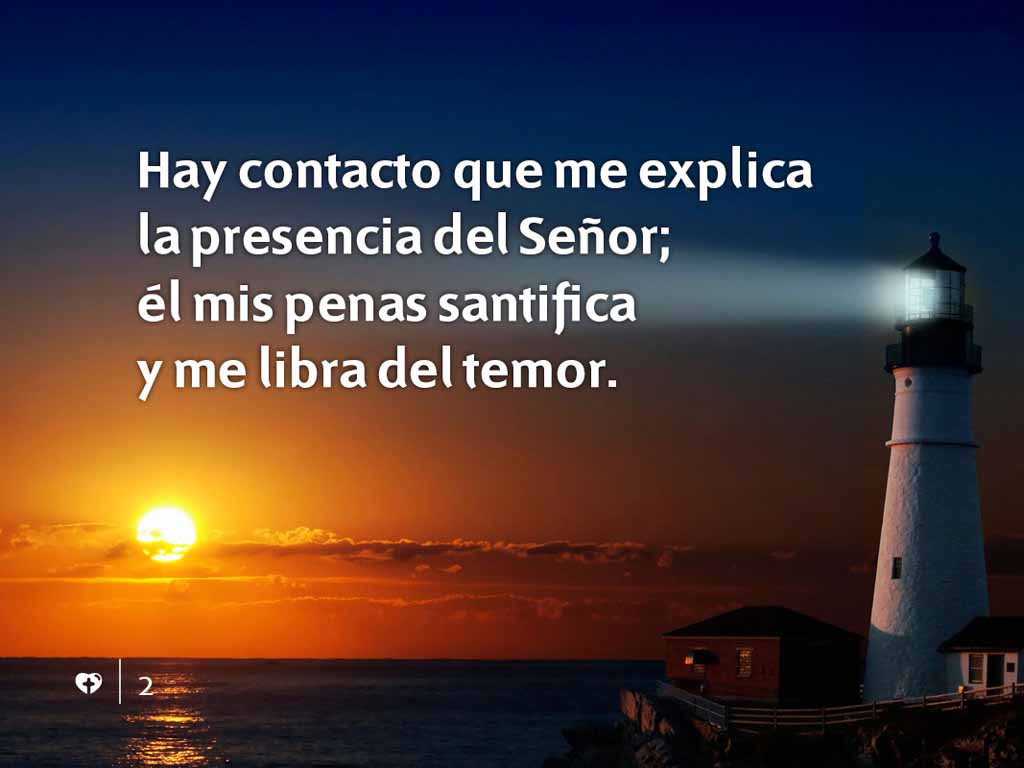 Hay contacto que me explica
la presencia del Señor;
él mis penas santifica
y me libra del temor.
2